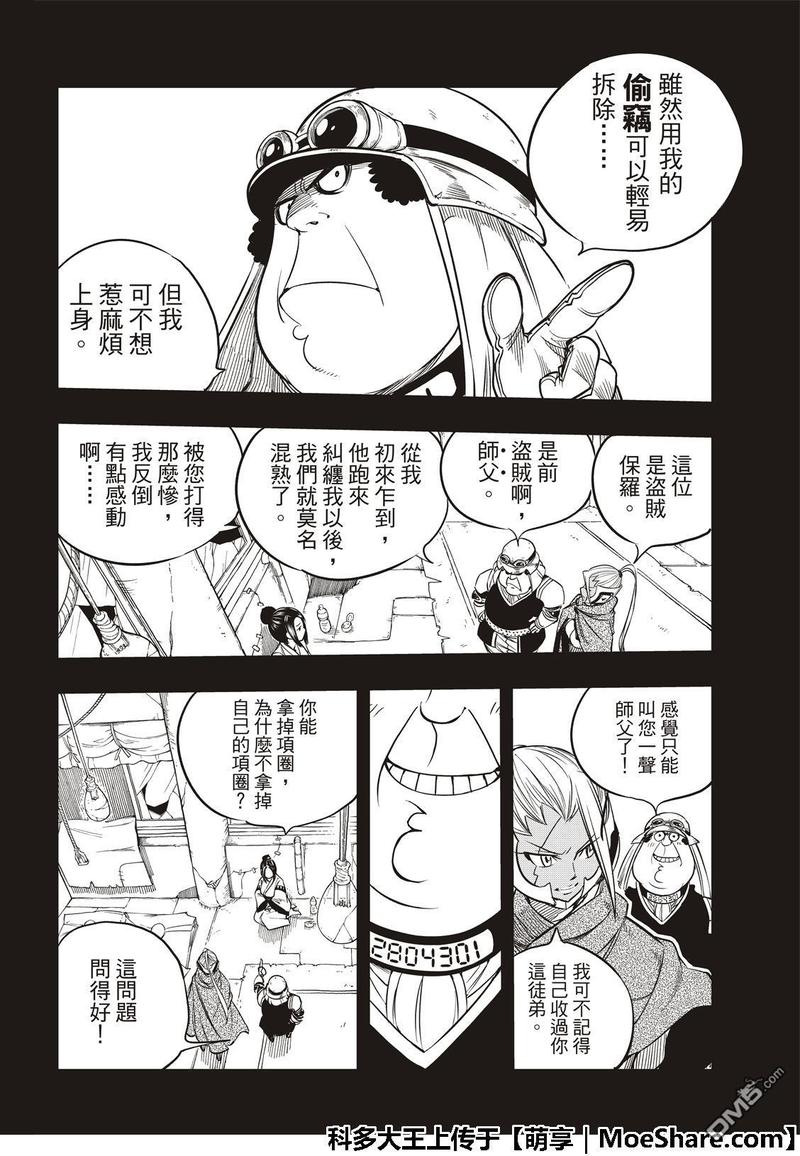 雖然用我的
偷竊可以輕易
拆除……
但我
可不想
惹麻煩
上身。
這位
是盜賊
保羅。
是前
盜賊啊，
師父。
從我
初來乍到，
他跑來
糾纏我以後，
我們就莫名
混熟了。
被您打得
那麼慘，
我反倒
有點感動
啊……
感覺只能
叫您一聲
師父了！
我可不記得
自己收過你
這徒弟。
2804301
你能
拿掉項圈，
為什麼不拿掉
自己的項圈？
這問題
問得好！
DM5.com
科多大王上传于【萌享｜MoeShare.com】